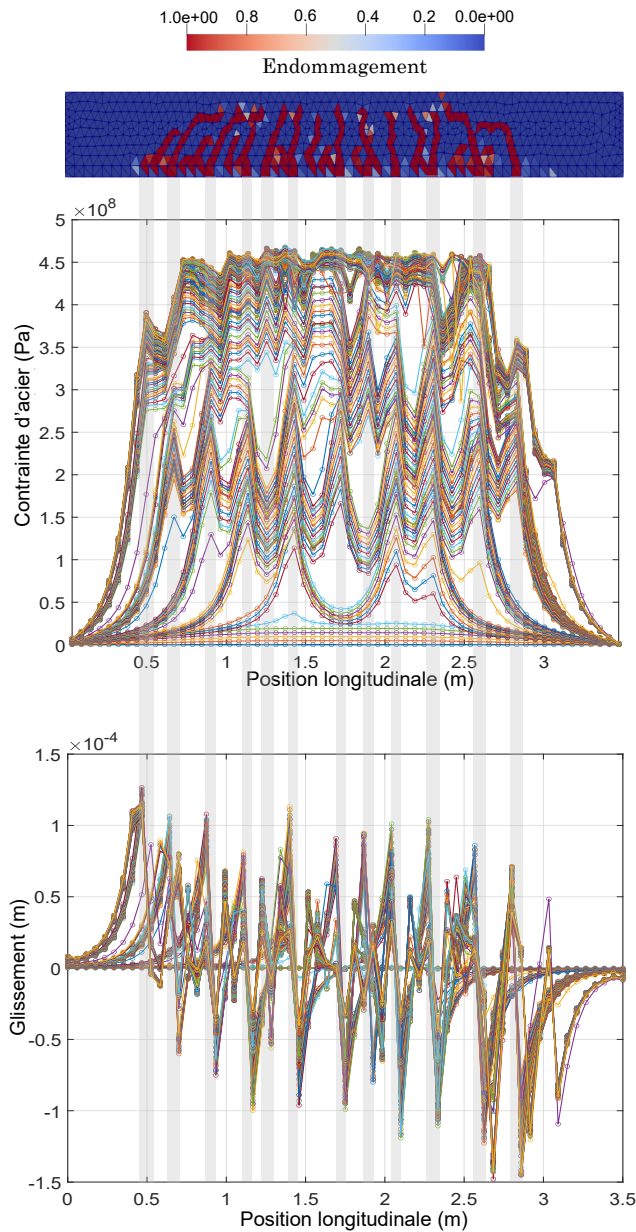 1.0e+00 0.8 0.6 0.4 0.2 0.0e+00
Endommagement
×10⁸
5
4.5
4
3.5
3
2.5
2
1.5
1
0.5
0
Contrainte d'acier (Pa)
0.5 1 1.5 2 2.5 3
Position longitudinale (m)
×10⁻⁴
1.5
1
0.5
0
-0.5
-1
-1.5
Glissement (m)
0 0.5 1 1.5 2 2.5 3 3.5
Position longitudinale (m)